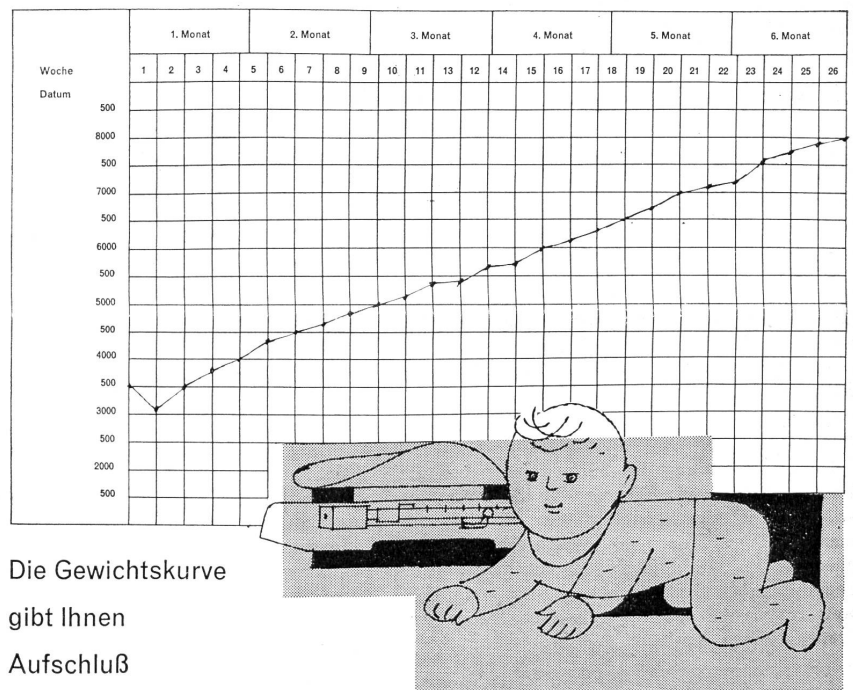 1. Monat 2. Monat 3. Monat 4. Monat 5. Monat 6. Monat
Woche 1 2 3 4 5 6 7 8 9 10 11 13 12 14 15 16 17 18 19 20 21 22 23 24 25 26
Datum
500
8000
500
7000
500
6000
500
5000
500
4000
500
3000
500
2000
500
Die Gewichtskurve
gibt Ihnen
Aufschluß